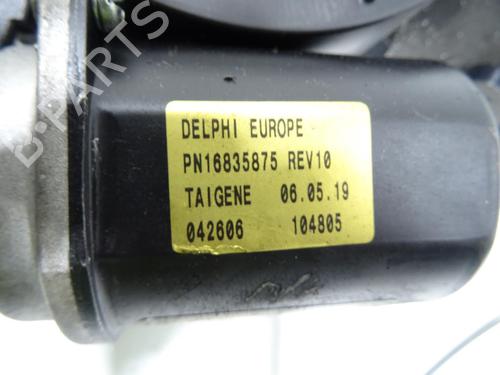 DELPHI EUROPE
PN16835875 REV10
TAIGENE 06.05.19
042606 104805
B-PARTS